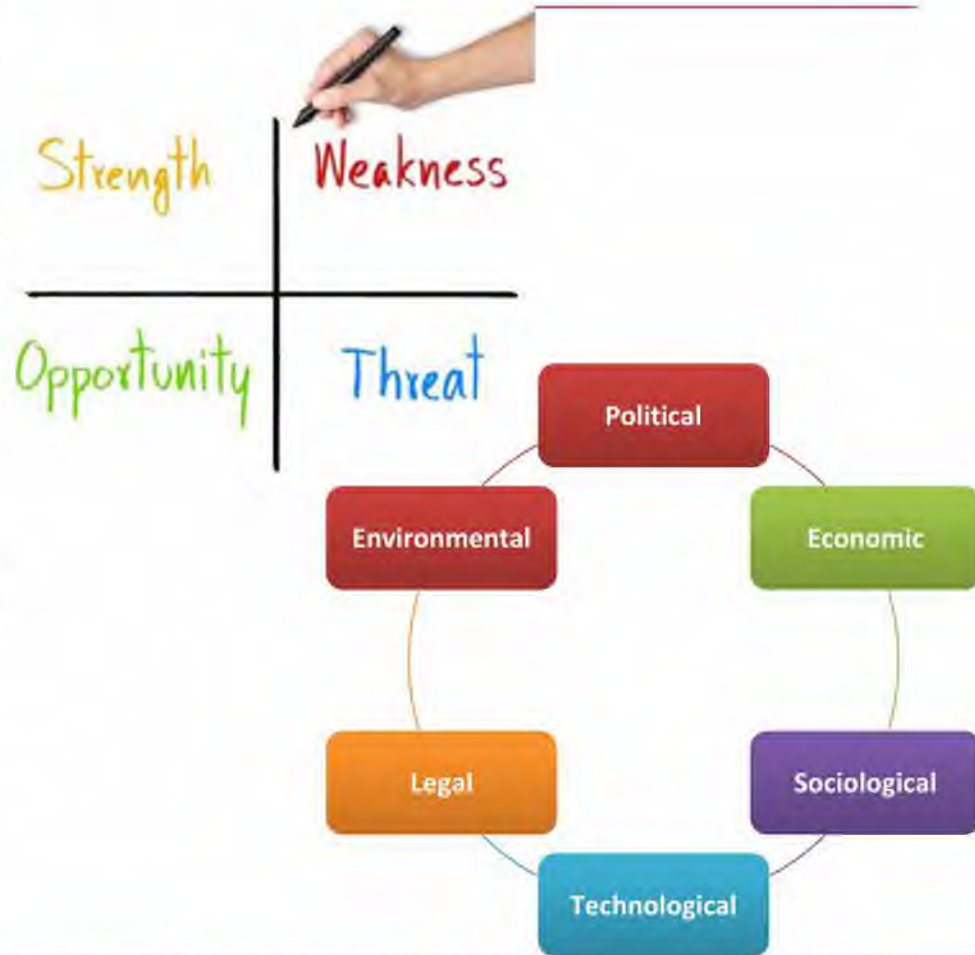 Strength
Weakness
Opportunity
Threat
Political
Economic
Sociological
Technological
Legal
Environmental